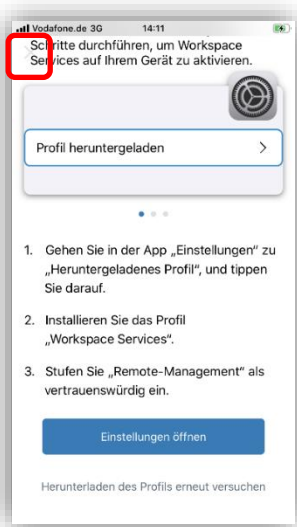 Vodafone.de 3G 14:11
Schritte durchführen, um Workspace
Services auf Ihrem Gerät zu aktivieren.
Profil heruntergeladen
1. Gehen Sie in der App „Einstellungen" zu
„Heruntergeladenes Profil", und tippen
Sie darauf.
2. Installieren Sie das Profil
„Workspace Services".
3. Stufen Sie „Remote-Management" als
vertrauenswürdig ein.
Einstellungen öffnen
Herunterladen des Profils erneut versuchen